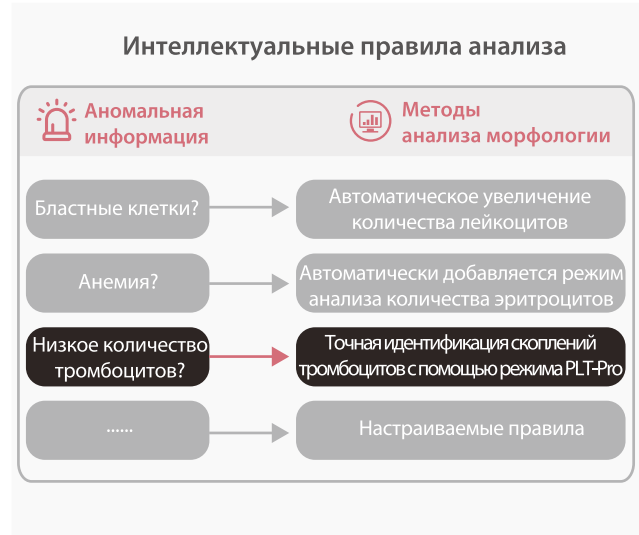 Интеллектуальные правила анализа
Аномальная
информация
Методы
анализа морфологии
Бластные клетки?
Автоматическое увеличение
количества лейкоцитов
Анемия?
Автоматически добавляется режим
анализа количества эритроцитов
Низкое количество
тромбоцитов?
Точная идентификация скоплений
тромбоцитов с помощью режима PLT-Pro
......
Настраиваемые правила